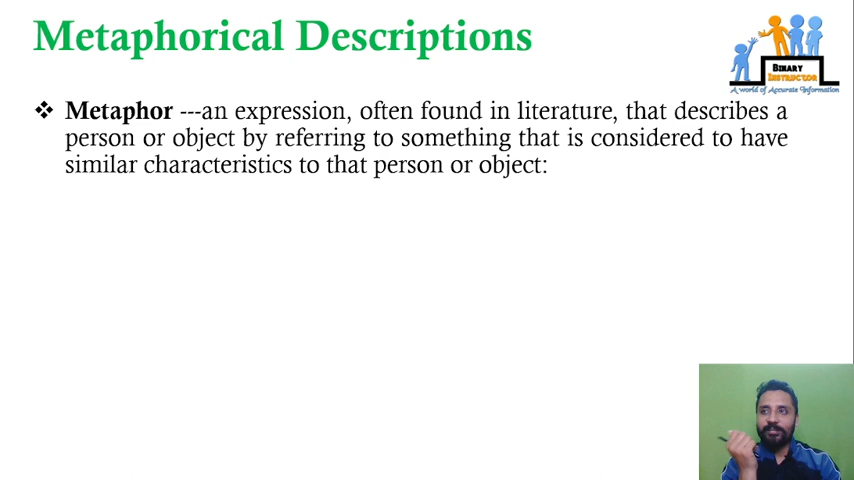 Metaphorical Descriptions
BINARY
INSTRUCTOR
A world of Accurate Information
❖ Metaphor ---an expression, often found in literature, that describes a
person or object by referring to something that is considered to have
similar characteristics to that person or object: